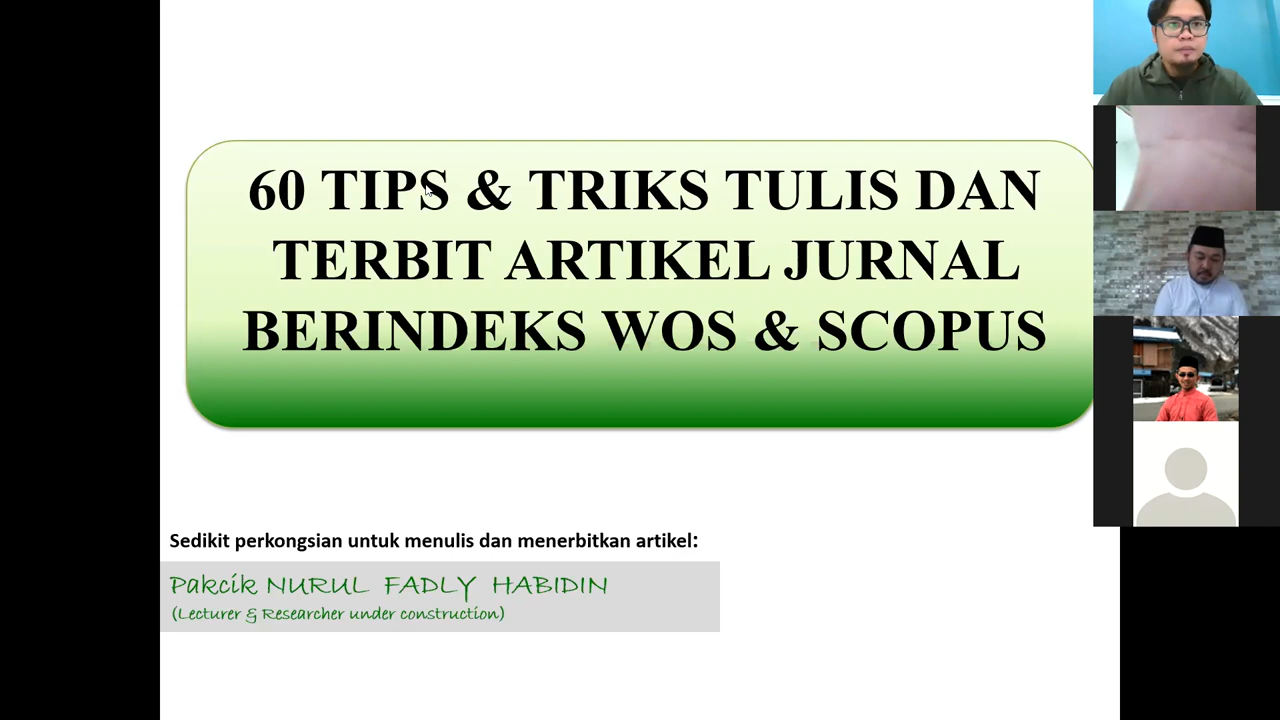 60 TIPS & TRIKS TULIS DAN
TERBIT ARTIKEL JURNAL
BERINDEKS WOS & SCOPUS
Sedikit perkongsian untuk menulis dan menerbitkan artikel:
Pakcik NURUL FADLY HABIDIN
(Lecturer & Researcher under construction)